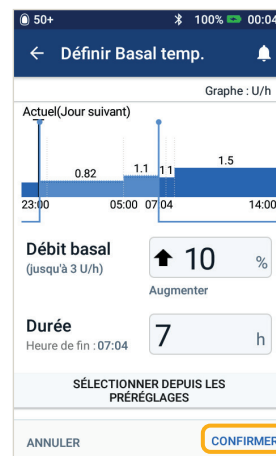 50+ 100% 00:04
Définir Basal temp.
Graphe : U/h
Actuel(Jour suivant)
0.82 1.1 1 1 1.5
23:00 05:00 07 04 14:00
Débit basal
(jusqu'à 3 U/h)
10 %
Augmenter
Durée
Heure de fin : 07:04
7 h
SÉLECTIONNER DEPUIS LES
PRÉRÉGLAGES
ANNULER CONFIRMER